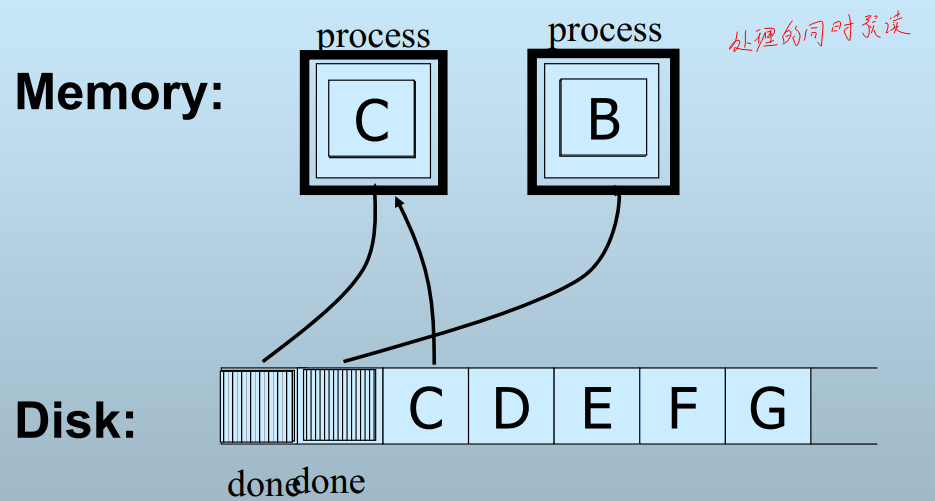 process
process
处理的同时预读
Memory:
C
B
Disk:
C D E F G
done
done